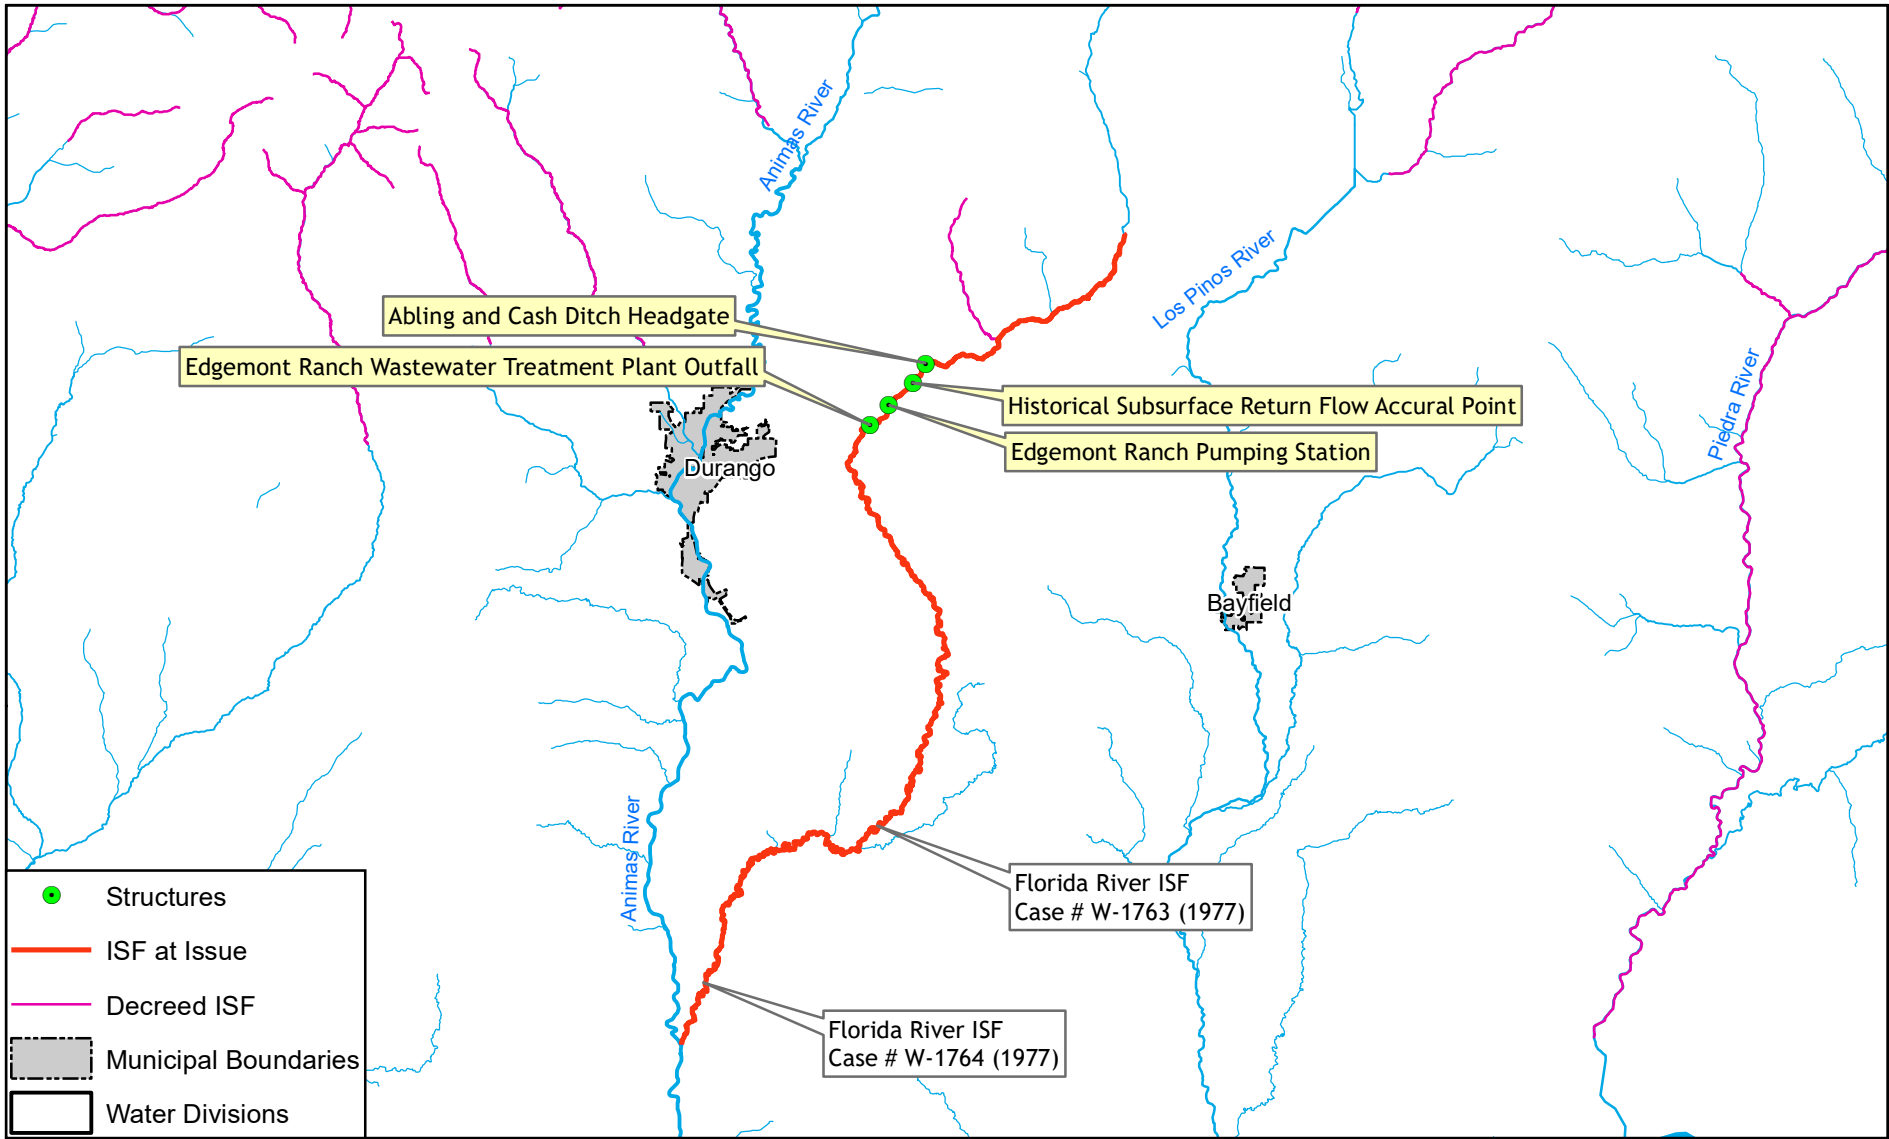 Animas River
Los Pinos River
Abling and Cash Ditch Headgate
Edgemont Ranch Wastewater Treatment Plant Outfall
Historical Subsurface Return Flow Accural Point
Piedra River
Edgemont Ranch Pumping Station
Durango
Bayfield
Animas River
Florida River ISF
Case # W-1763 (1977)
Florida River ISF
Case # W-1764 (1977)
Structures
ISF at Issue
Decreed ISF
Municipal Boundaries
Water Divisions